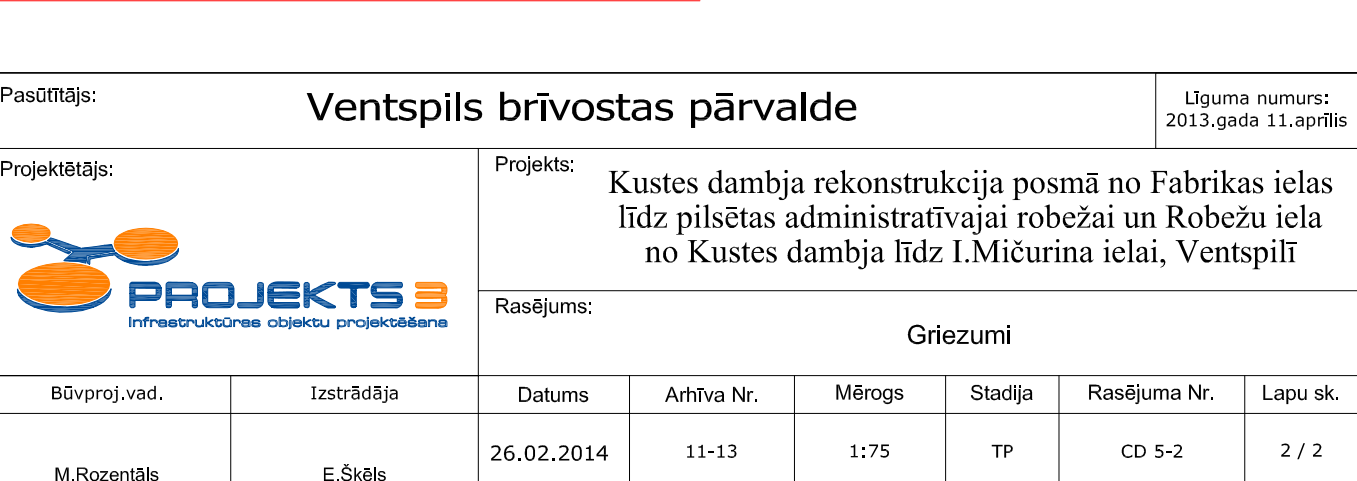 Pasūtītājs:
Ventspils brīvostas pārvalde
Līguma numurs:
2013.gada 11.aprīlis
Projektētājs:
PROJEKTS 3
Infrastruktūras objektu projektēšana
Projekts:
Kustes dambja rekonstrukcija posmā no Fabrikas ielas
līdz pilsētas administratīvajai robežai un Robežu iela
no Kustes dambja līdz I.Mičurina ielai, Ventspilī
Rasējums:
Griezumi
Būvproj.vad. Izstrādāja Datums Arhīva Nr. Mērogs Stadija Rasējuma Nr. Lapu sk.
M.Rozentāls E.Šķēls 26.02.2014 11-13 1:75 TP CD 5-2 2 / 2